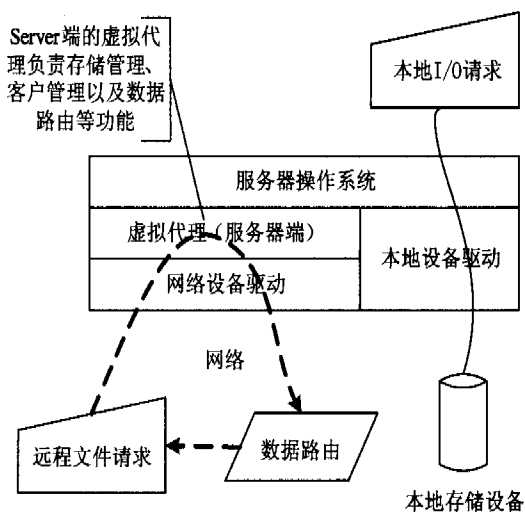 Server端的虚拟代
理负责存储管理、
客户管理以及数据
路由等功能
本地I/O请求
服务器操作系统
虚拟代理(服务器端)
本地设备驱动
网络设备驱动
网络
远程文件请求
数据路由
本地存储设备